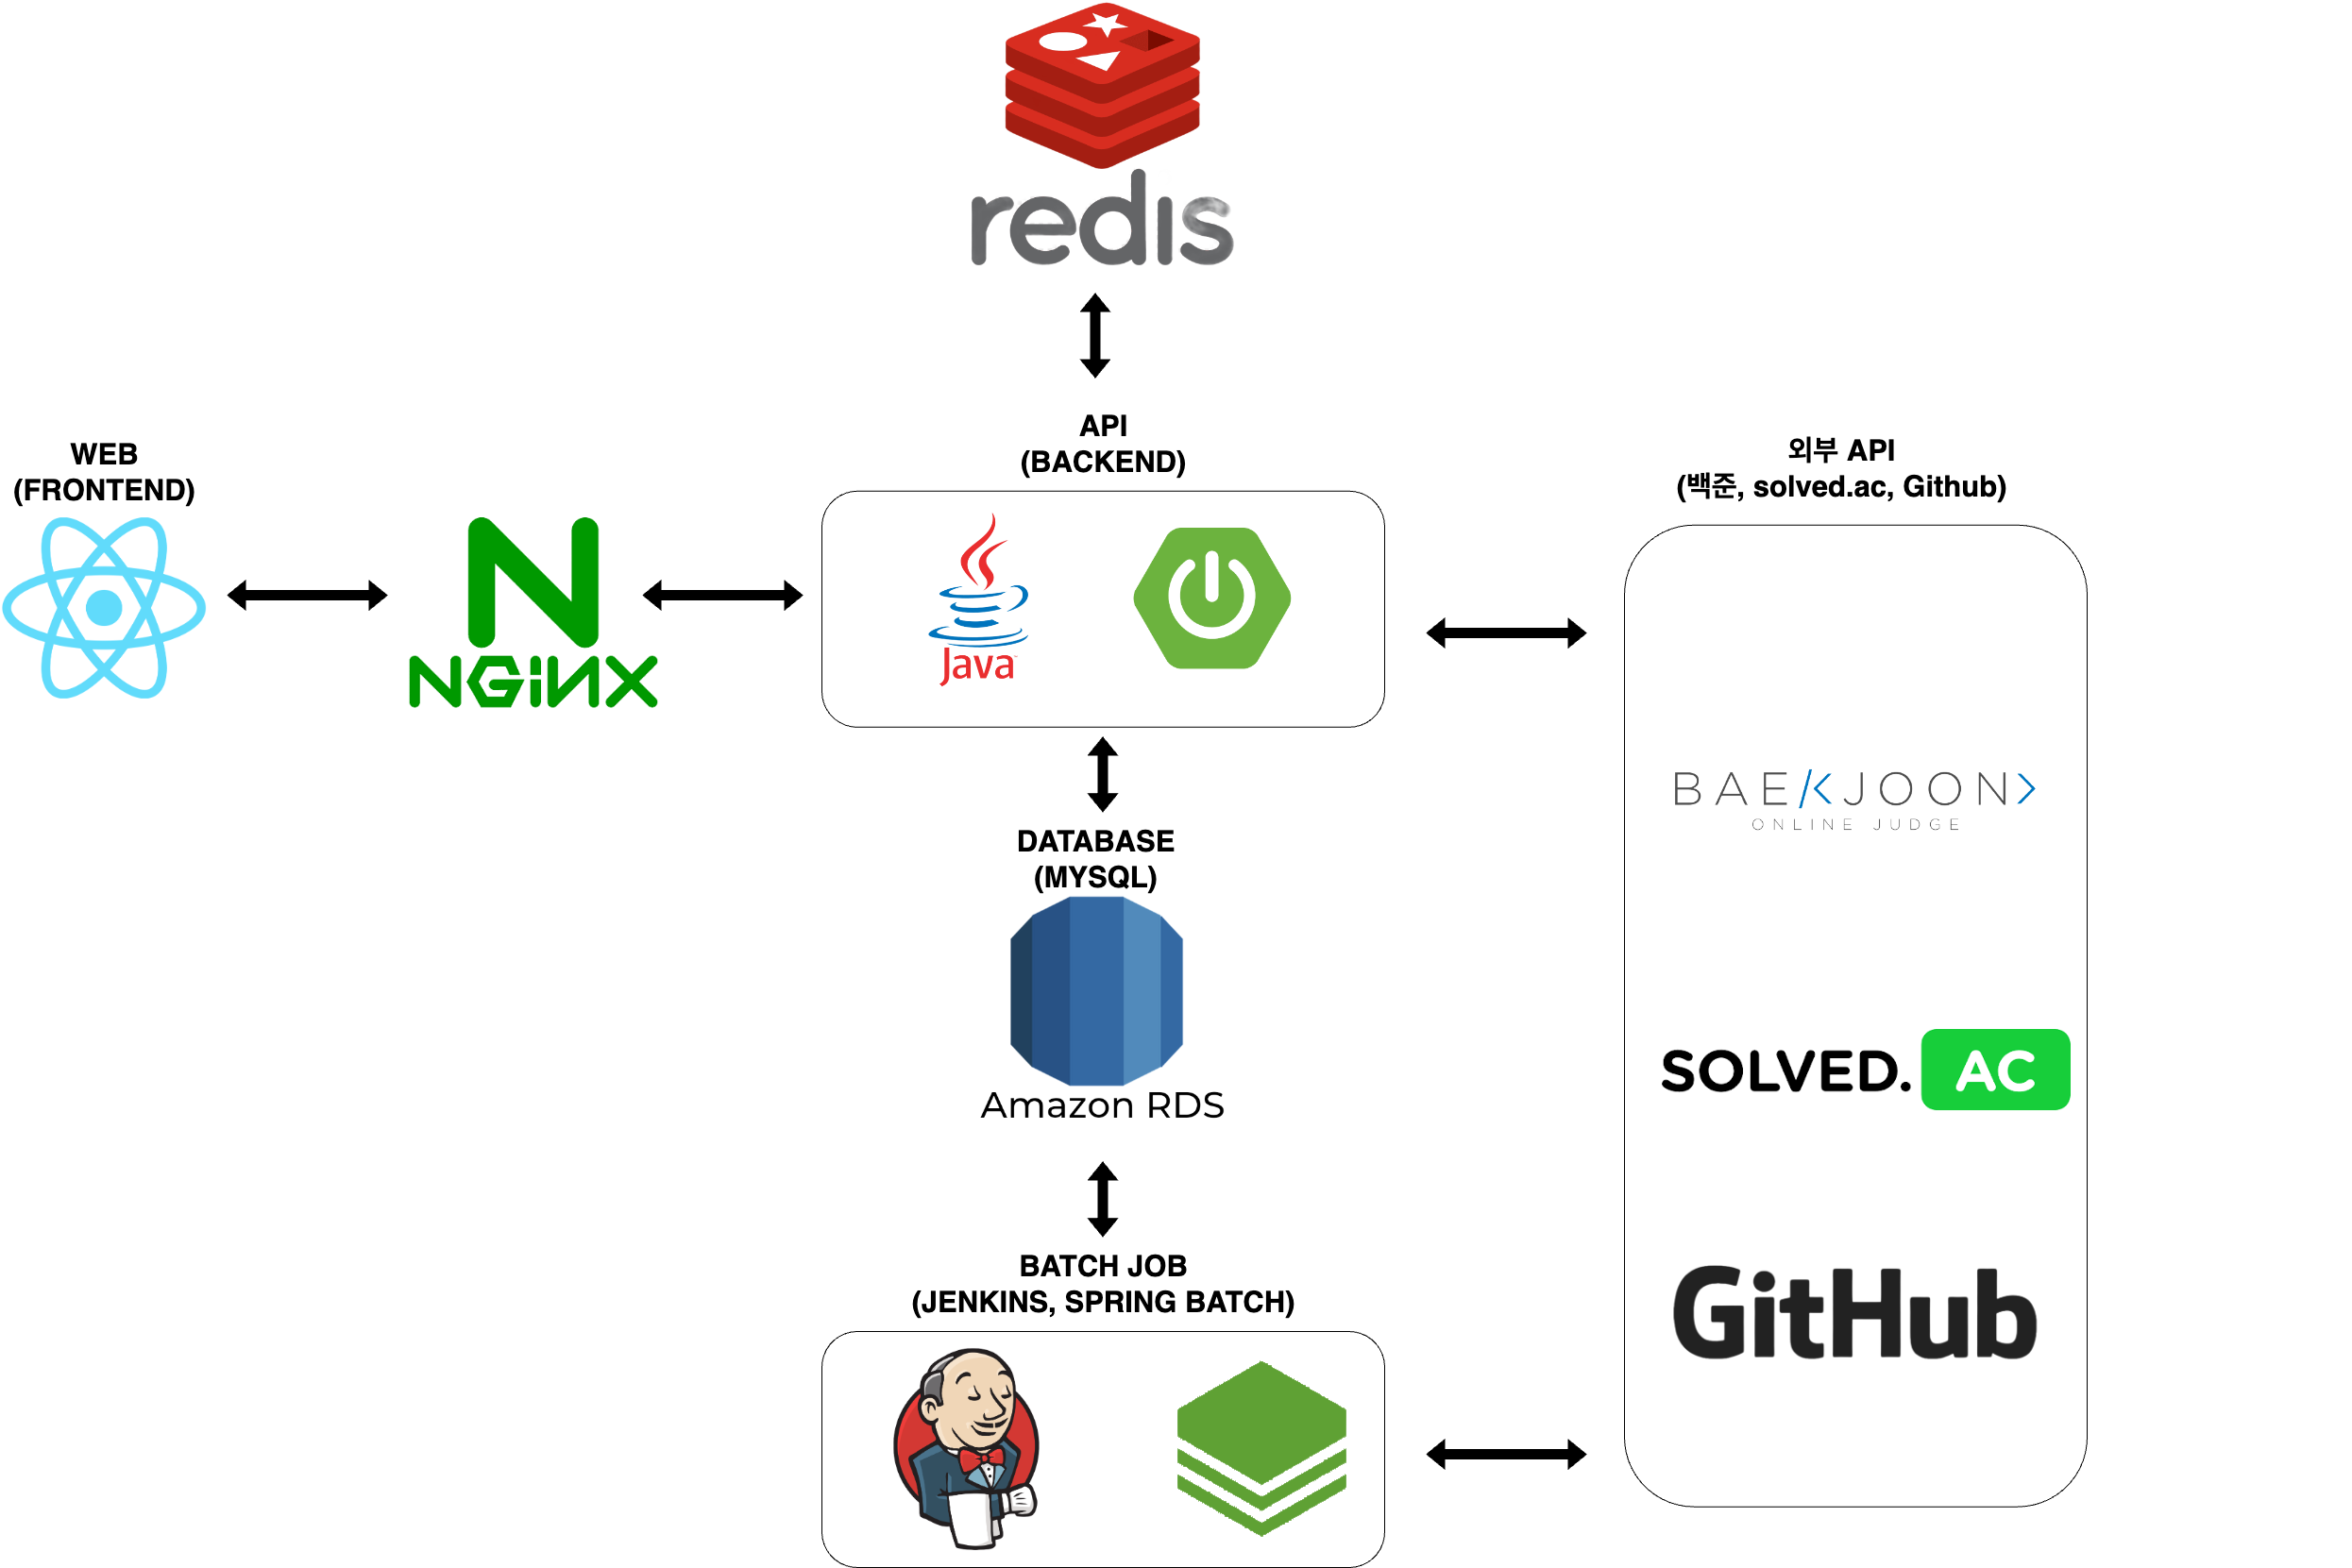 redis
API
(BACKEND)
WEB
(FRONTEND)
NGINX
Java
외부 API
(백준, solved.ac, Github)
BAEKJOON
ONLINE JUDGE
DATABASE
(MYSQL)
Amazon RDS
SOLVED.AC
BATCH JOB
(JENKINS, SPRING BATCH)
GitHub